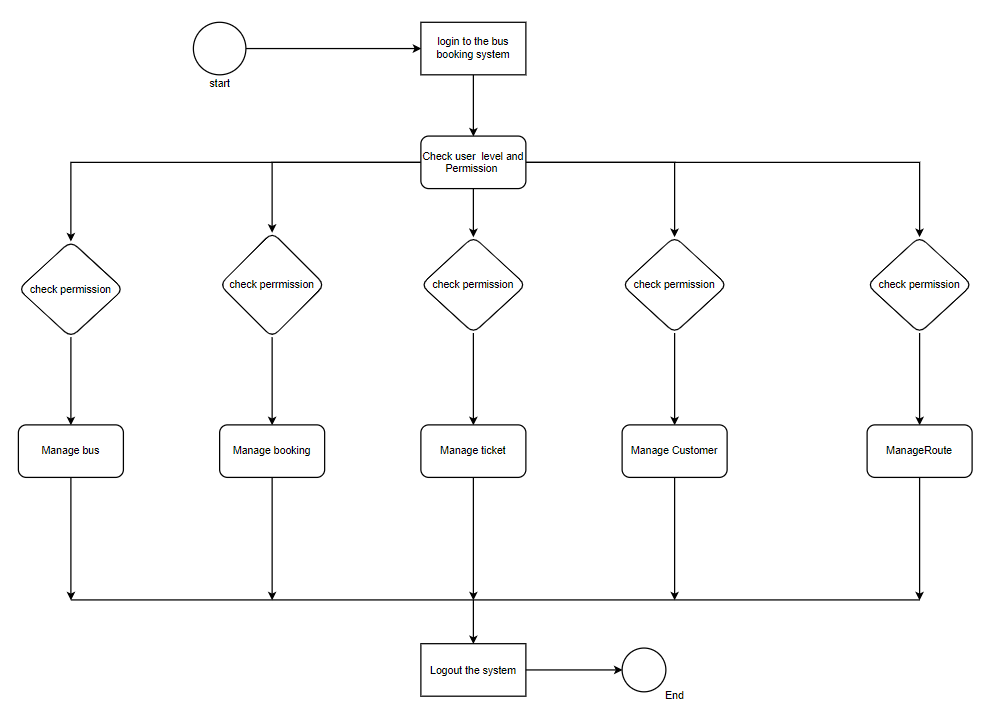 login to the bus
booking system
start
Check user level and
Permission
check permission
check perrmission
check permission
check permission
check permission
Manage bus
Manage booking
Manage ticket
Manage Customer
ManageRoute
Logout the system
End